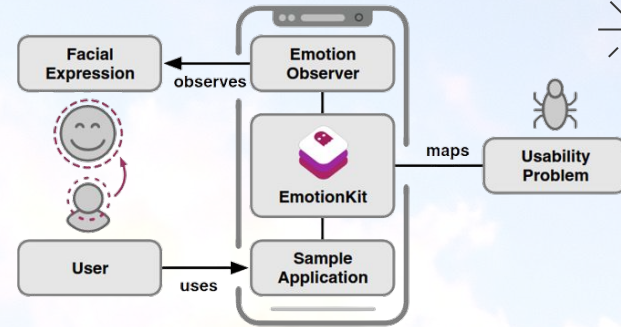 Facial
Expression
observes
Emotion
Observer
EmotionKit
maps
Usability
Problem
User
uses
Sample
Application